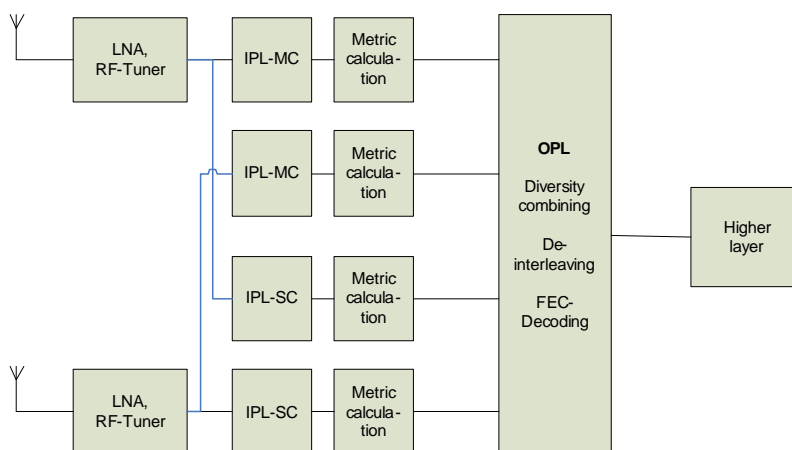 LNA,
RF-Tuner
IPL-MC
Metric
calcula-
tion
IPL-MC
Metric
calcula-
tion
IPL-SC
Metric
calcula-
tion
LNA,
RF-Tuner
IPL-SC
Metric
calcula-
tion
OPL
Diversity
combining
De-
interleaving
FEC-
Decoding
Higher
layer